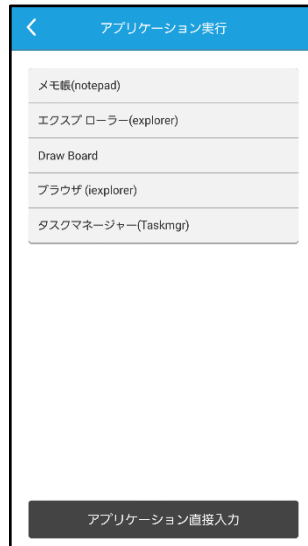 アプリケーション実行
メモ帳(notepad)
エクスプ ローラー(explorer)
Draw Board
ブラウザ (iexplorer)
タスクマネージャー(Taskmgr)
アプリケーション直接入力